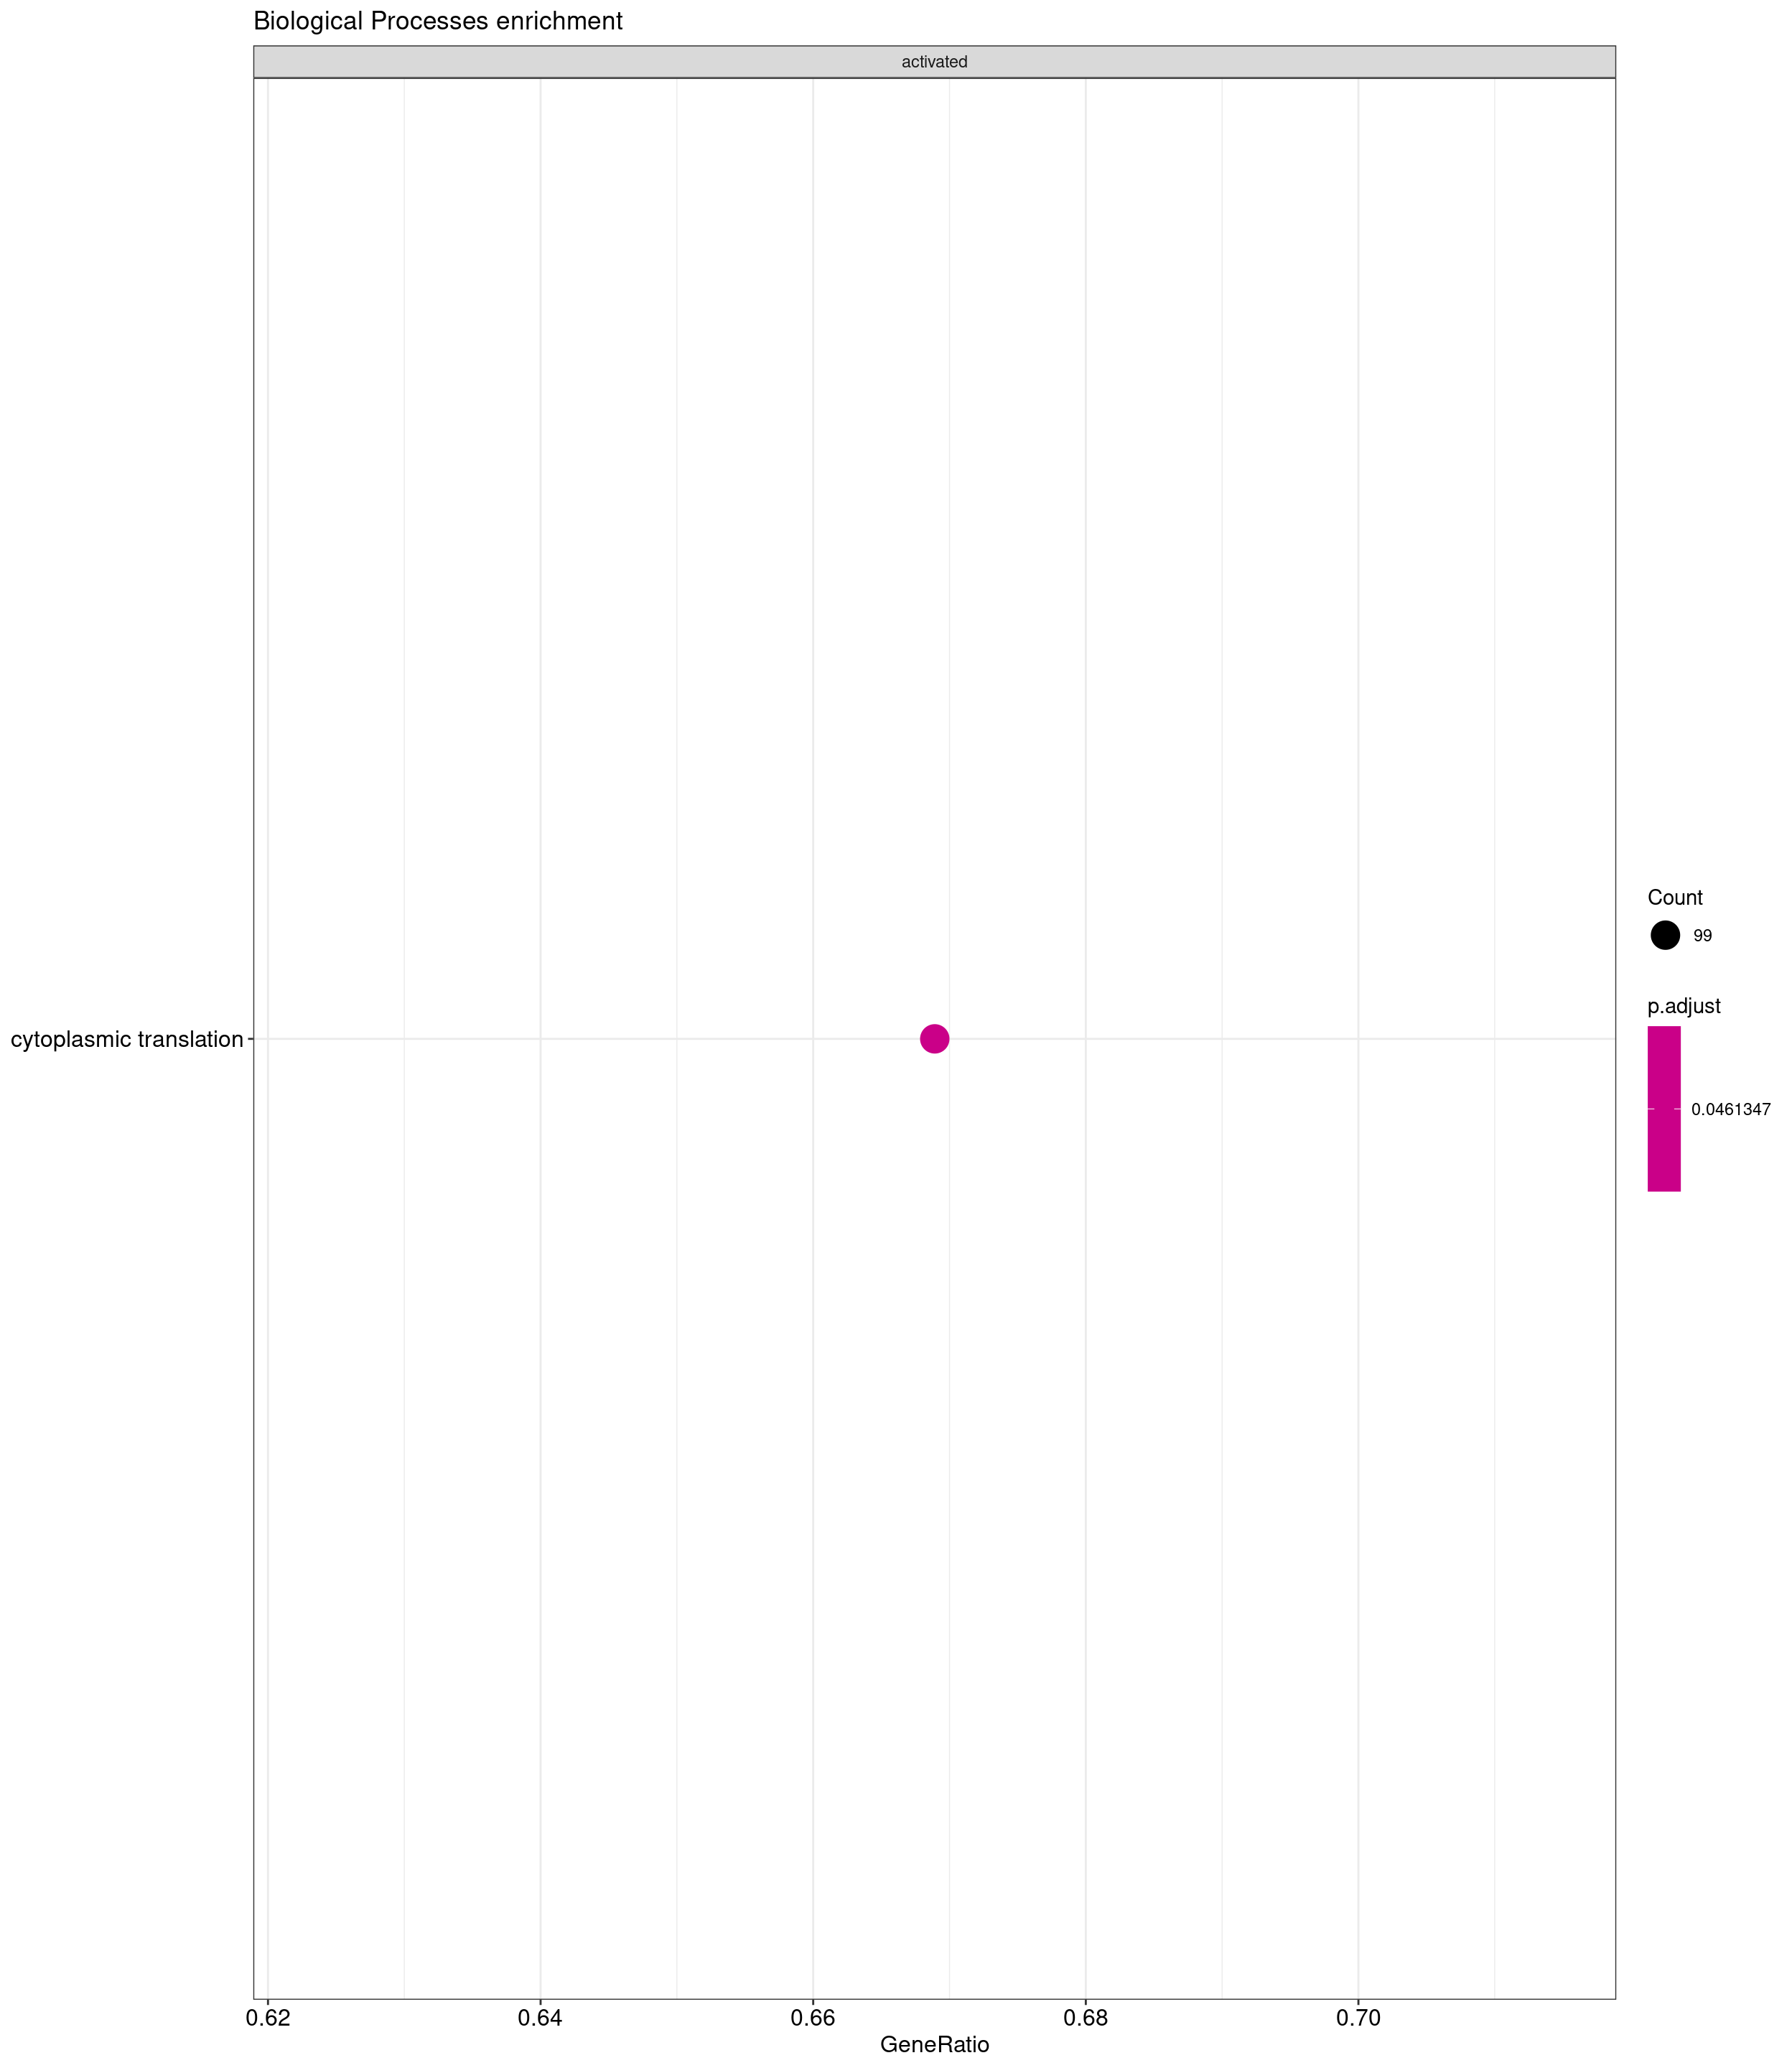 Biological Processes enrichment
activated
cytoplasmic translation
Count
99
p.adjust
0.0461347
0.62 0.64 0.66 0.68 0.70
GeneRatio